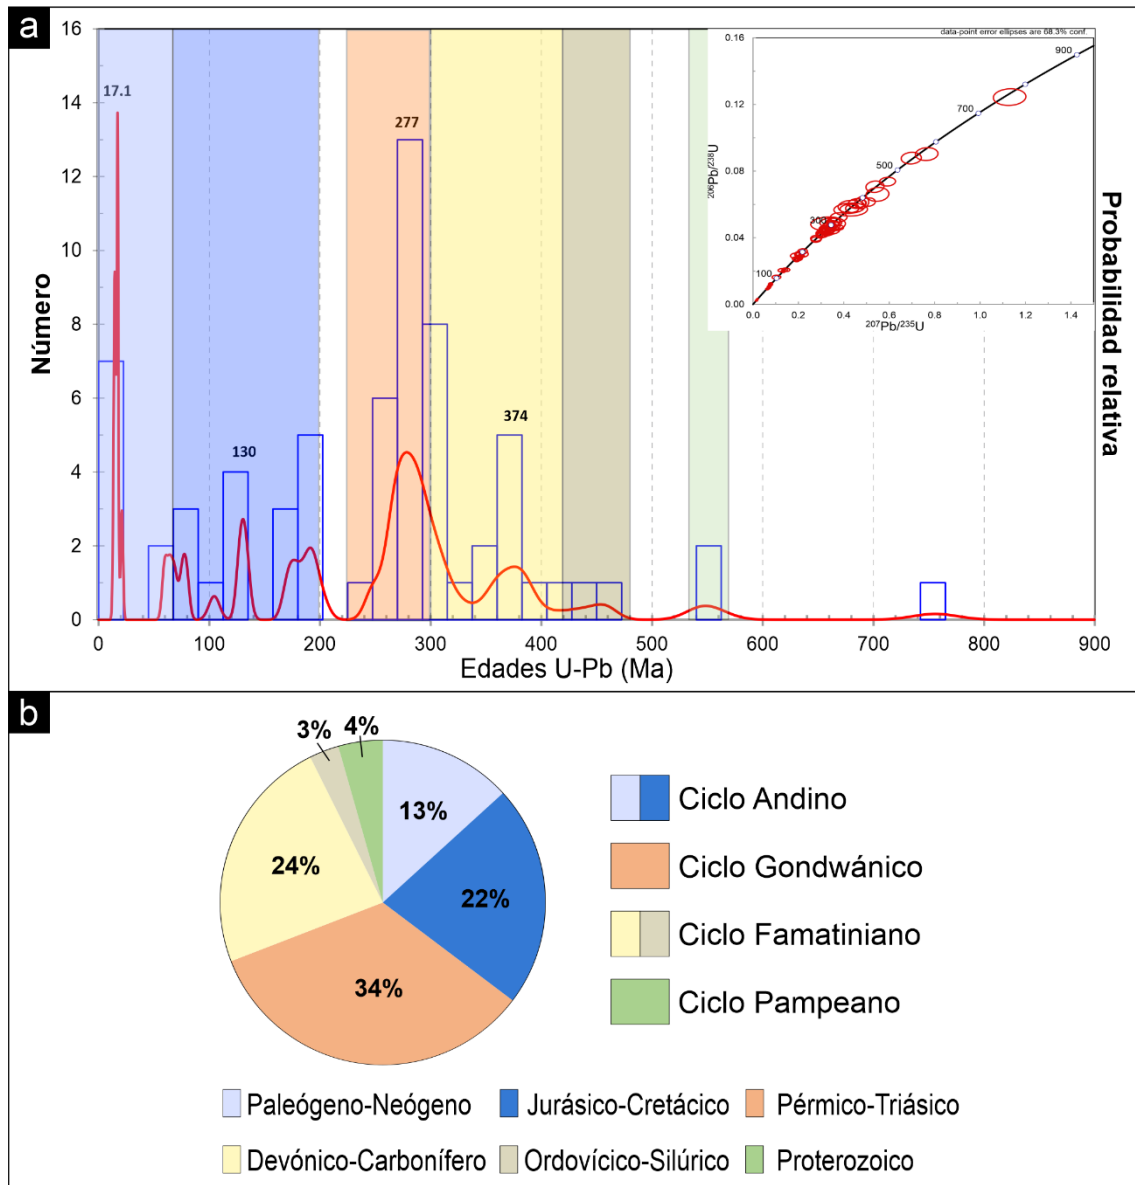 a
16
14
12
10
8
6
4
2
0
Número
17.1
130
277
374
0 100 200 300 400 500 600 700 800 900
Edades U-Pb (Ma)
Probabilidad relativa
data-point error ellipses are 68.3% conf.
0.16
0.12
0.08
0.04
0.00
206Pb/238U
900
700
500
300
100
0.0 0.2 0.4 0.6 0.8 1.0 1.2 1.4
207Pb/235U
b
3% 4%
13%
24%
22%
34%
Ciclo Andino
Ciclo Gondwánico
Ciclo Famatiniano
Ciclo Pampeano
Paleógeno-Neógeno Jurásico-Cretácico Pérmico-Triásico
Devónico-Carbonífero Ordovícico-Silúrico Proterozoico